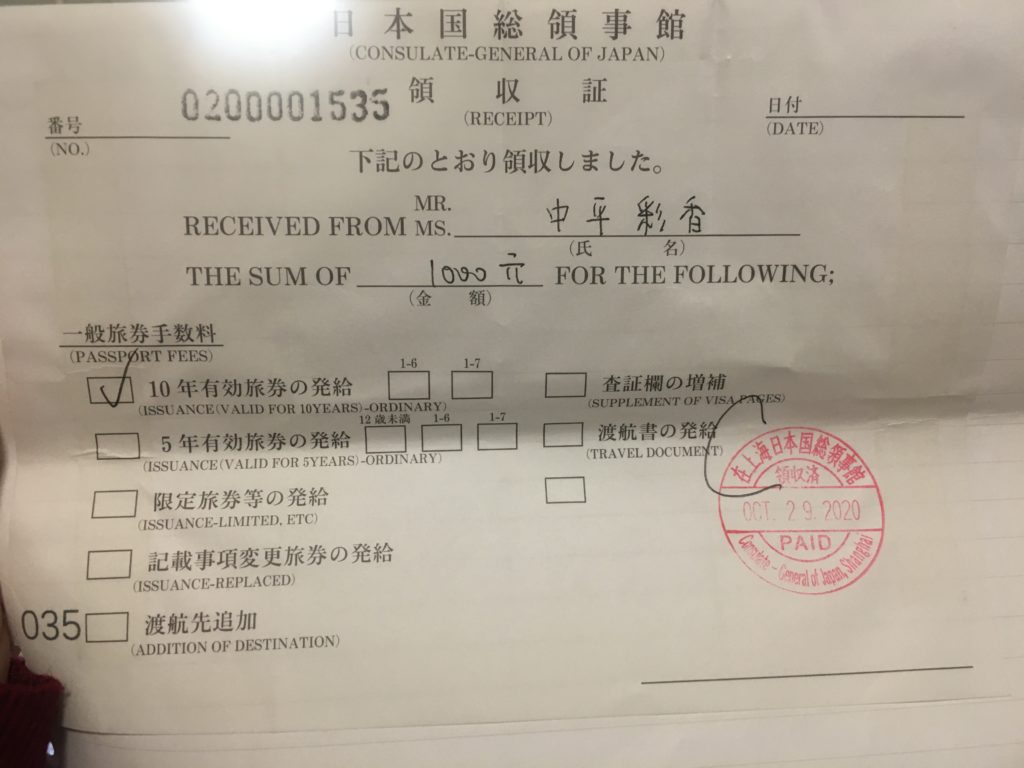 日本国総領事館
(CONSULATE-GENERAL OF JAPAN)
領収証
(RECEIPT)
0200001535
番号
(NO.)
日付
(DATE)
下記のとおり領収しました。
RECEIVED FROM MR. MS. 中平彩香
(氏名)
THE SUM OF 1000元 FOR THE FOLLOWING;
(金額)
一般旅券手数料
(PASSPORT FEES)
10年有効旅券の発給 1-6 1-7
(ISSUANCE(VALID FOR 10YEARS)-ORDINARY)
5年有効旅券の発給 12歳未満 1-6 1-7
(ISSUANCE(VALID FOR 5YEARS)-ORDINARY)
限定旅券等の発給
(ISSUANCE-LIMITED, ETC)
記載事項変更旅券の発給
(ISSUANCE-REPLACED)
035 渡航先追加
(ADDITION OF DESTINATION)
査証欄の増補
(SUPPLEMENT OF VISA PAGES)
渡航書の発給
(TRAVEL DOCUMENT)
在上海日本国総領事館
領収済
OCT. 29. 2020
PAID
Consulate-General of Japan, Shanghai